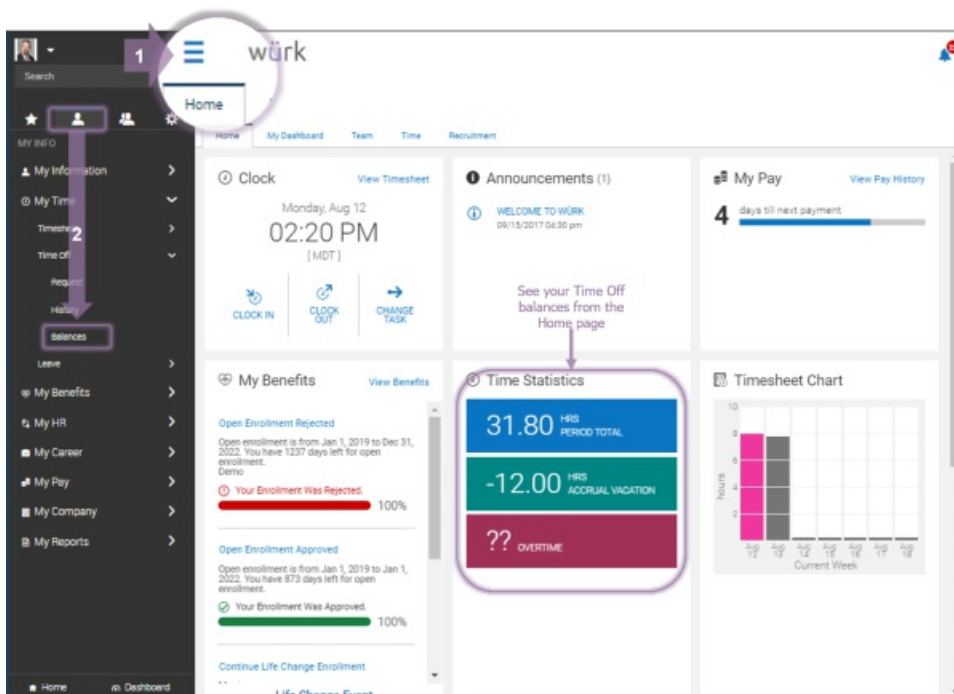 1
würk
Search
Home
MY INFO
Home
My Dashboard
Team
Time
Recruitment
My Information
My Time
2
Time Off
Request
History
Balances
Leave
My Benefits
My HR
My Career
My Pay
My Company
My Reports
Home
Dashboard
Clock
View Timesheet
Monday, Aug 12
02:20 PM
[ MDT ]
CLOCK IN
CLOCK
OUT
CHANGE
TASK
Announcements (1)
WELCOME TO WÜRK
09/15/2017 04:30 pm
My Pay
View Pay History
4
days till next payment
See your Time Off
balances from the
Home page
My Benefits
View Benefits
Open Enrollment Rejected
Open enrollment is from Jan 1, 2019 to Dec 31,
2022. You have 1237 days left for open
enrollment.
Demo
Your Enrollment Was Rejected.
100%
Open Enrollment Approved
Open enrollment is from Jan 1, 2019 to Jan 1,
2022. You have 873 days left for open
enrollment.
Your Enrollment Was Approved.
100%
Continue Life Change Enrollment
Life Change Event
Time Statistics
31.80 HRS
PERIOD TOTAL
-12.00 HRS
ACCRUAL VACATION
?? OVERTIME
Timesheet Chart
10
8
6
4
2
hours
Aug
12
Aug
13
Aug
14
Aug
15
Aug
16
Aug
17
Aug
18
Current Week